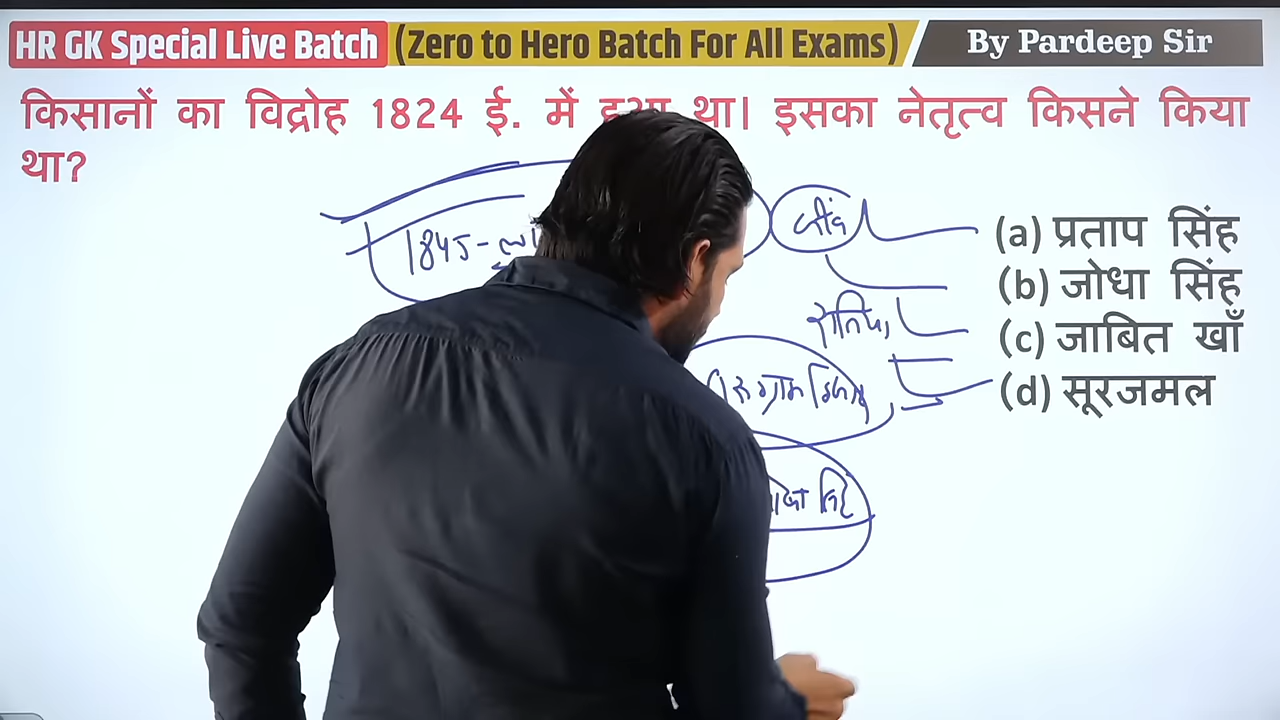 HR GK Special Live Batch (Zero to Hero Batch For All Exams) By Pardeep Sir
किसानों का विद्रोह 1824 ई. में हुआ था। इसका नेतृत्व किसने किया
था?
(a) प्रताप सिंह
1845-
(b) जोधा सिंह
(c) जाबित खाँ
(d) सूरजमल